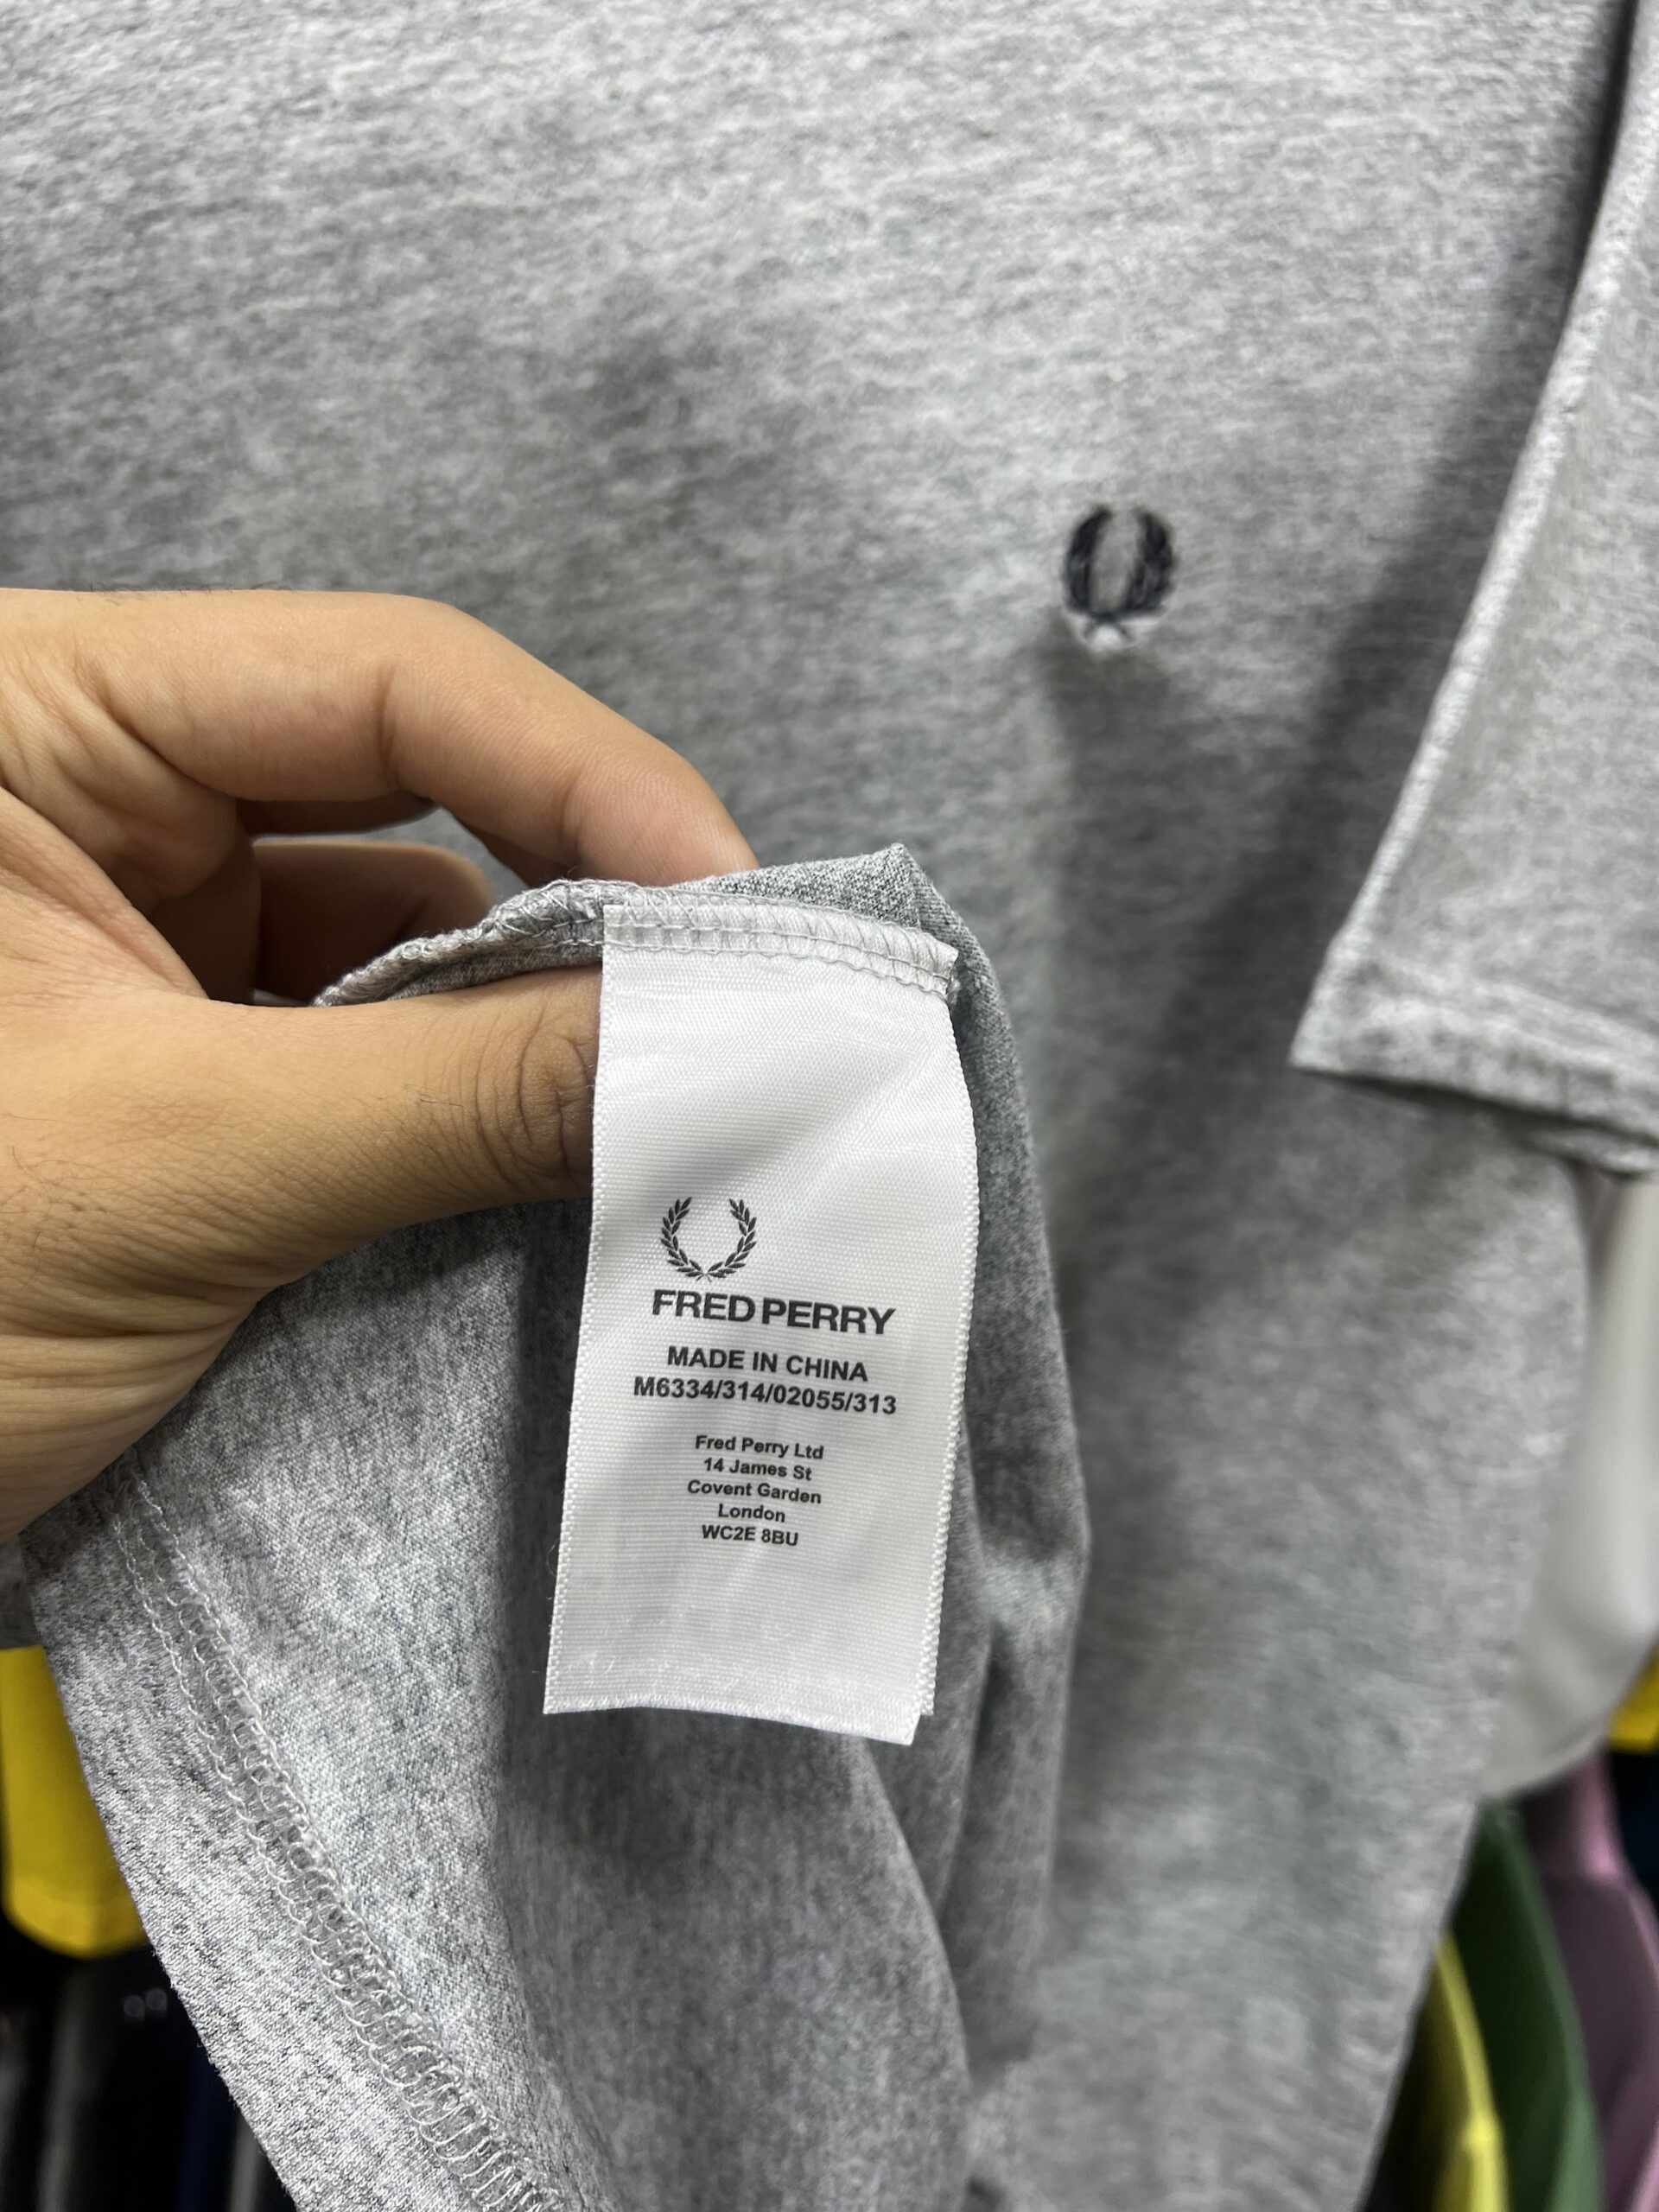 FRED PERRY
MADE IN CHINA
M6334/314/02055/313
Fred Perry Ltd
14 James St
Covent Garden
London
WC2E 8BU